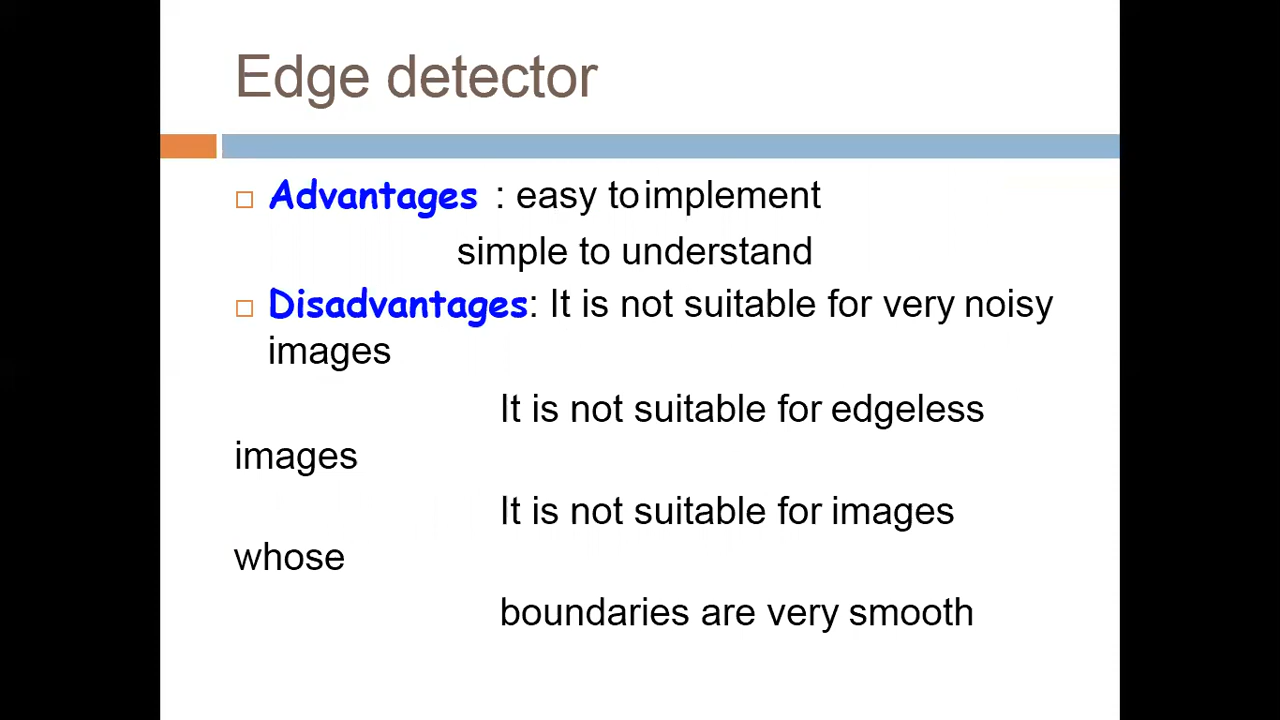 Edge detector
Advantages : easy to implement
simple to understand
Disadvantages: It is not suitable for very noisy
images
It is not suitable for edgeless
images
It is not suitable for images
whose
boundaries are very smooth